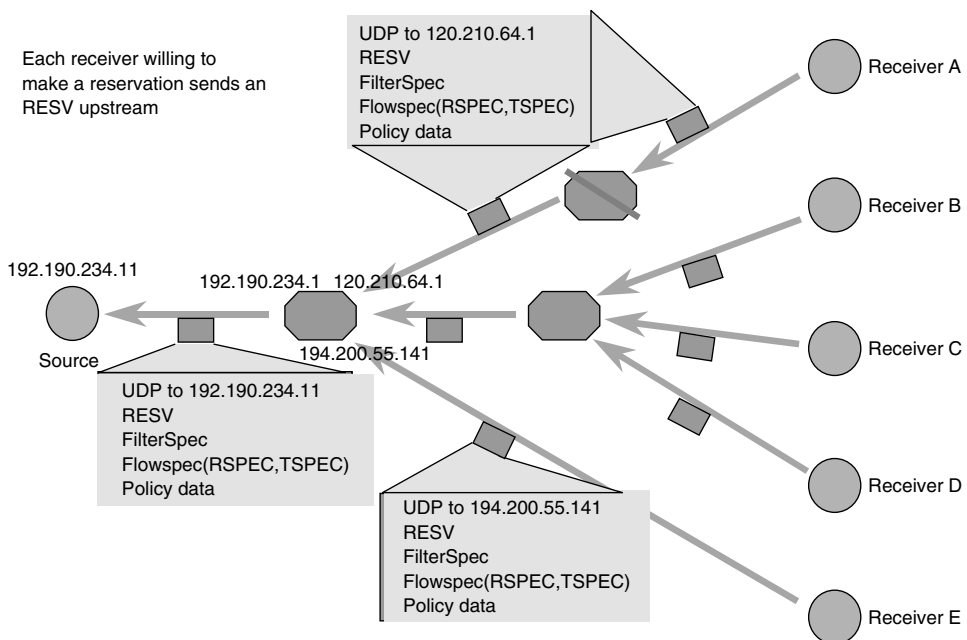 Each receiver willing to
make a reservation sends an
RESV upstream
UDP to 120.210.64.1
RESV
FilterSpec
Flowspec(RSPEC,TSPEC)
Policy data
Receiver A
Receiver B
192.190.234.11
192.190.234.1 120.210.64.1
194.200.55.141
Source
Receiver C
UDP to 192.190.234.11
RESV
FilterSpec
Flowspec(RSPEC,TSPEC)
Policy data
Receiver D
UDP to 194.200.55.141
RESV
FilterSpec
Flowspec(RSPEC,TSPEC)
Policy data
Receiver E